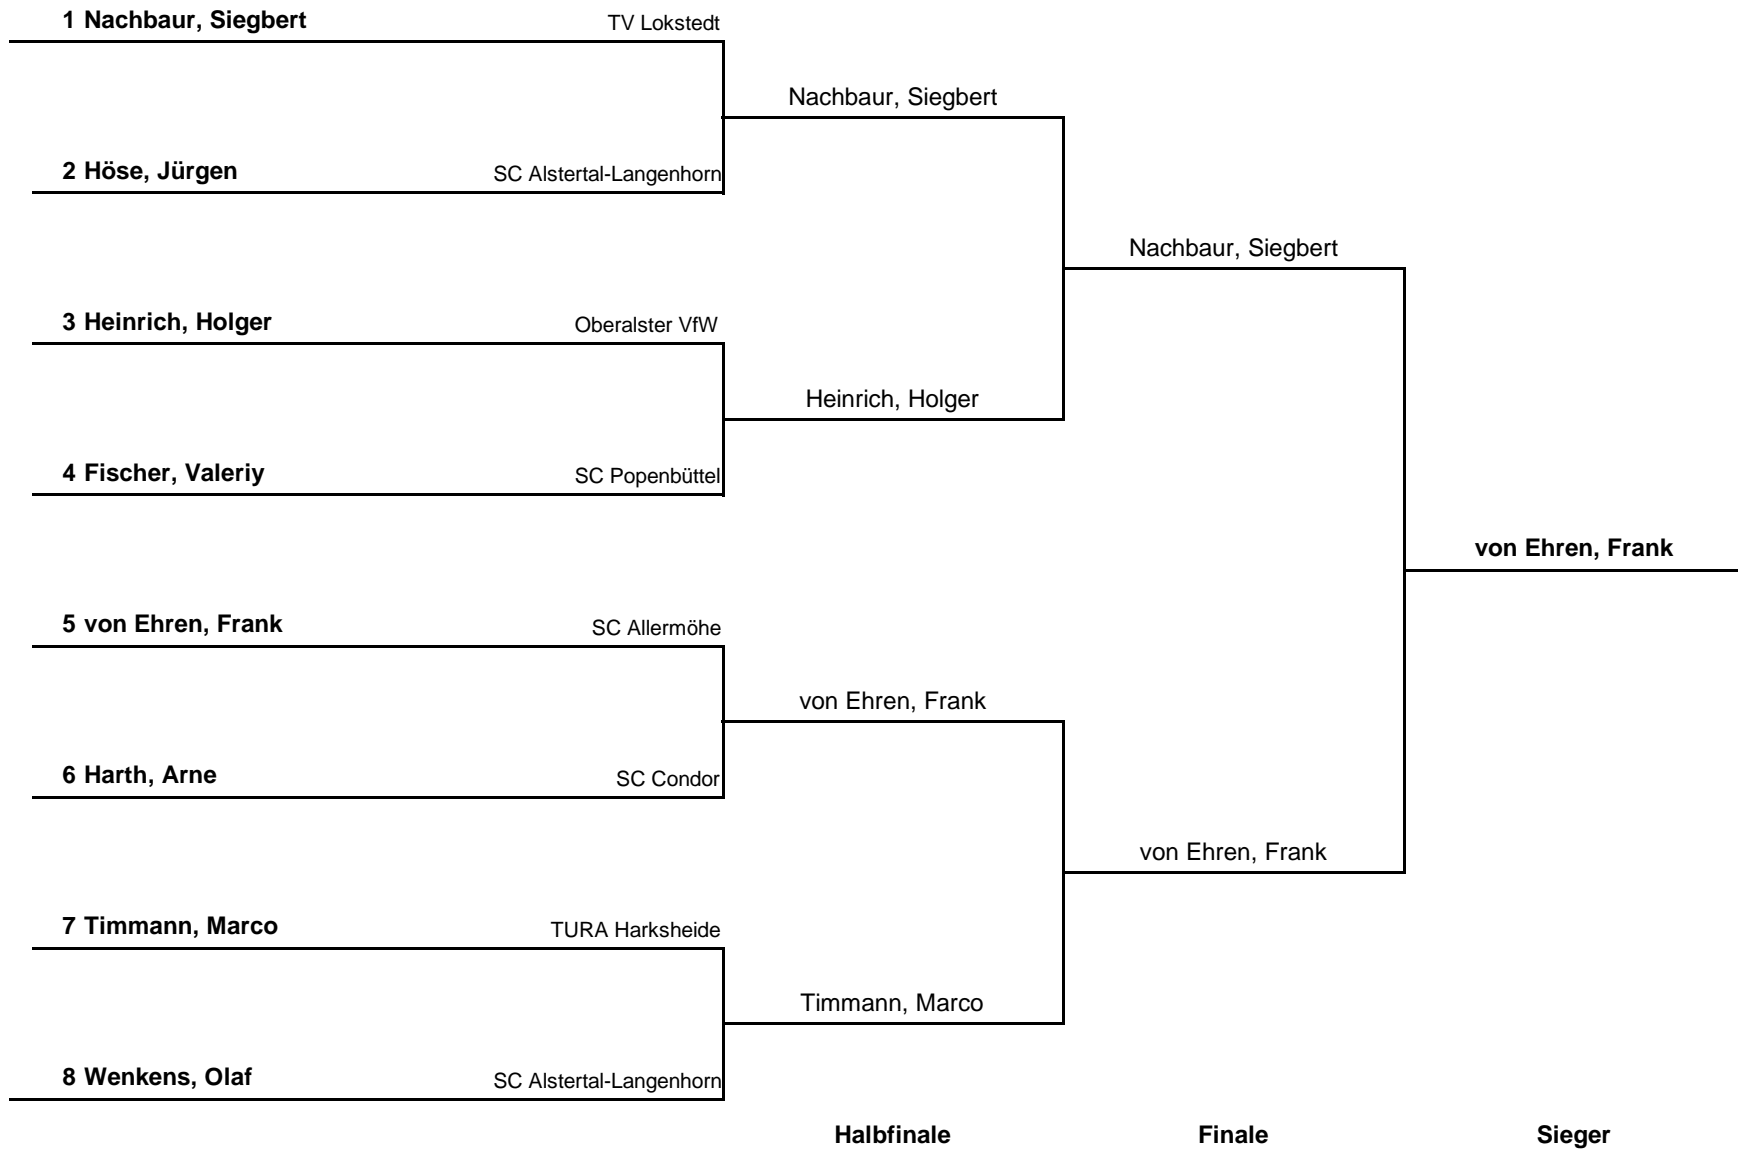 1 Nachbaur, Siegbert TV Lokstedt
Nachbaur, Siegbert
2 Höse, Jürgen SC Alstertal-Langenhorn
Nachbaur, Siegbert
3 Heinrich, Holger Oberalster VfW
Heinrich, Holger
4 Fischer, Valeriy SC Popenbüttel
von Ehren, Frank
5 von Ehren, Frank SC Allermöhe
von Ehren, Frank
6 Harth, Arne SC Condor
von Ehren, Frank
7 Timmann, Marco TURA Harksheide
Timmann, Marco
8 Wenkens, Olaf SC Alstertal-Langenhorn
Halbfinale Finale Sieger